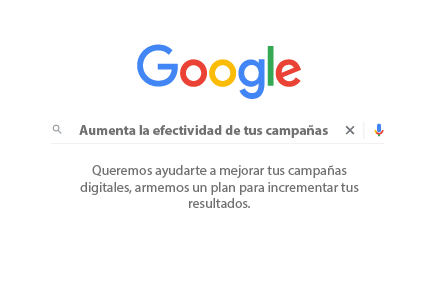 Google
Aumenta la efectividad de tus campañas
Queremos ayudarte a mejorar tus campañas
digitales, armemos un plan para incrementar tus
resultados.